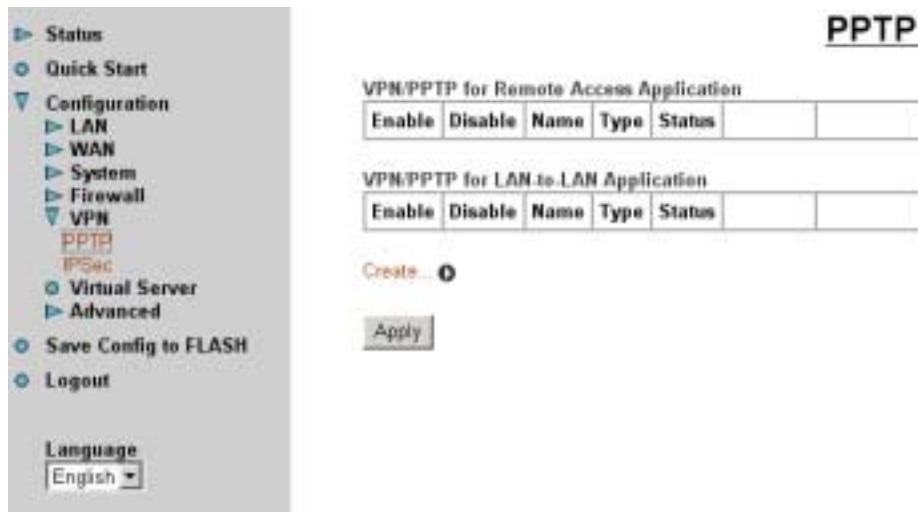 Status
Quick Start
Configuration
LAN
WAN
System
Firewall
VPN
PPTP
IPSec
Virtual Server
Advanced
Save Config to FLASH
Logout
Language
English
PPTP
VPN/PPTP for Remote Access Application
Enable Disable Name Type Status
VPN/PPTP for LAN-to-LAN Application
Enable Disable Name Type Status
Create...
Apply